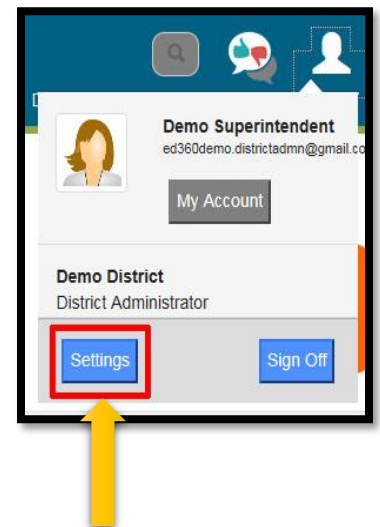 D
Demo Superintendent
ed360demo.districtadmn@gmail.co
My Account
Demo District
District Administrator
Settings
Sign Off